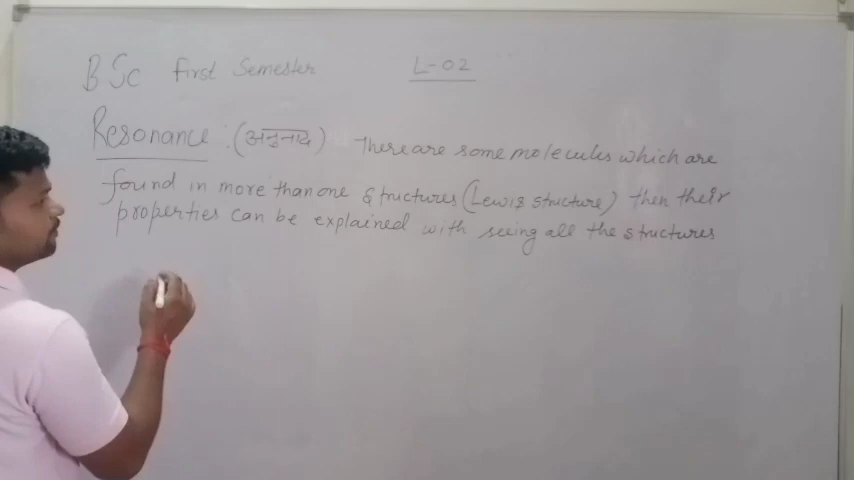 BSc first Semester L-02
Resonance :(अनुनाद) There are some molecules which are
found in more than one structures (Lewis structure) then their
properties can be explained with seeing all the structures